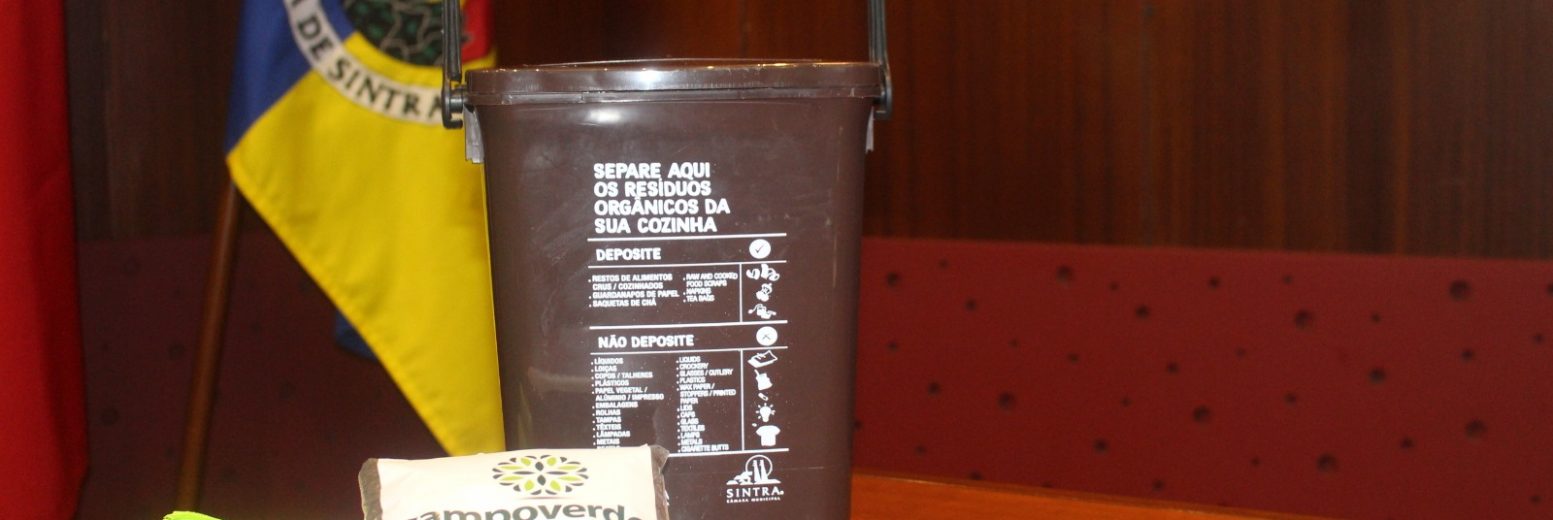 DE SINTRA
SEPARE AQUI
OS RESÍDUOS
ORGÂNICOS DA
SUA COZINHA
DEPOSITE
. RESTOS DE ALIMENTOS
CRUS / COZINHADOS
. GUARDANAPOS DE PAPEL
. SAQUETAS DE CHÁ
. RAW AND COOKED
FOOD SCRAPS
. NAPKINS
. TEA BAGS
NÃO DEPOSITE
. LÍQUIDOS
. LOIÇAS
. COPOS / TALHERES
. PLÁSTICOS
. PAPEL VEGETAL /
ALUMÍNIO / IMPRESSO
. EMBALAGENS
. ROLHAS
. TAMPAS
. TÊXTEIS
. LÂMPADAS
. METAIS
. LIQUIDS
. CROCKERY
. GLASSES / CUTLERY
. PLASTICS
. WAX PAPER /
STOFFERS / PRINTED
PAPER
. LIDS
. CAPS
. GLASS
. TEXTILES
. LAMPS
. METALS
. CIGARETTE BUTTS
SINTRA
CÂMARA MUNICIPAL
campoverde